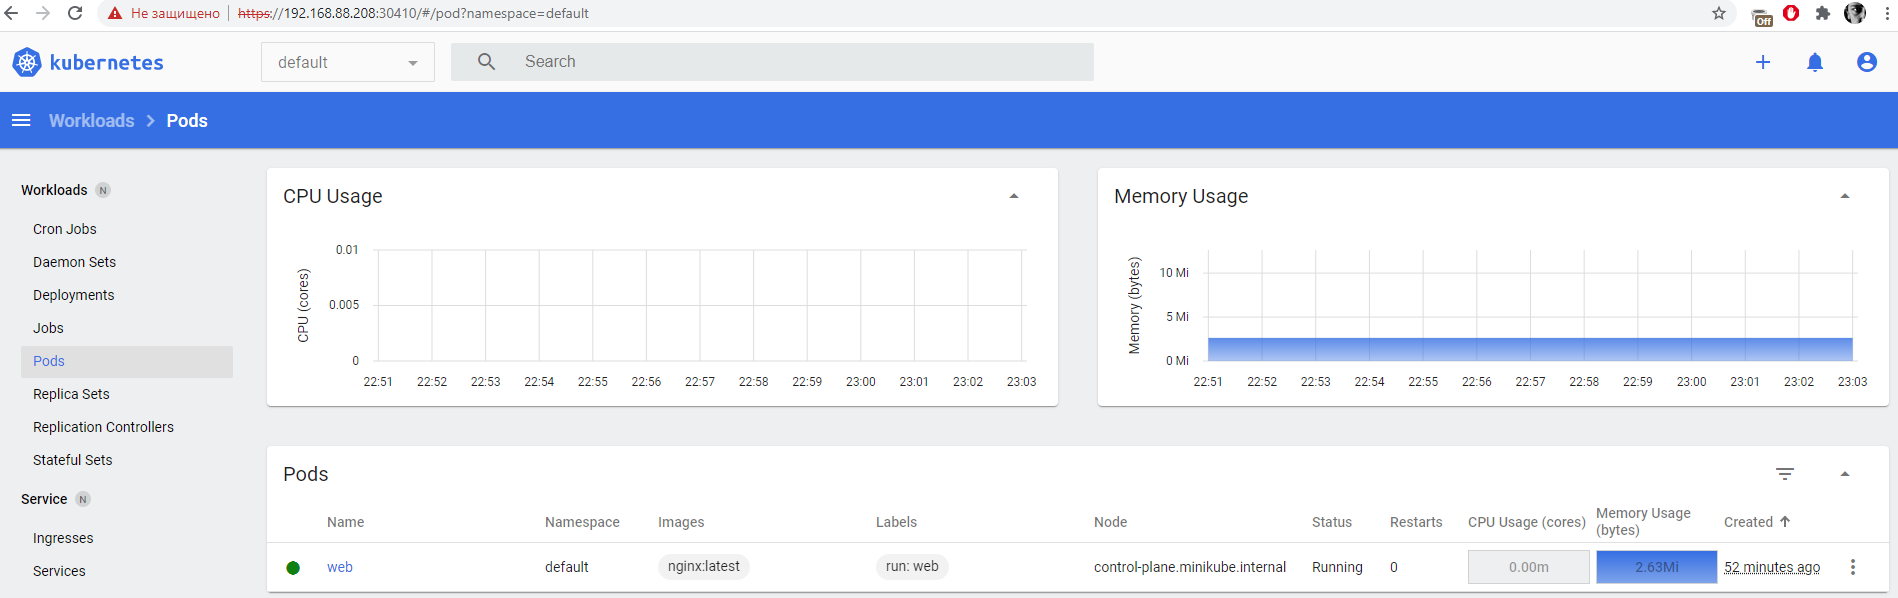 Не защищено https://192.168.88.208:30410/#/pod?namespace=default
Off
kubernetes default Search
Workloads Pods
Workloads N
Cron Jobs
Daemon Sets
Deployments
Jobs
Pods
Replica Sets
Replication Controllers
Stateful Sets
Service N
Ingresses
Services
CPU Usage
CPU (cores)
0.01
0.005
0
22:51 22:52 22:53 22:54 22:55 22:56 22:57 22:58 22:59 23:00 23:01 23:02 23:03
Memory Usage
Memory (bytes)
10 Mi
5 Mi
0 Mi
22:51 22:52 22:53 22:54 22:55 22:56 22:57 22:58 22:59 23:00 23:01 23:02 23:03
Pods
Name Namespace Images Labels Node Status Restarts CPU Usage (cores) Memory Usage (bytes) Created
web default nginx:latest run: web control-plane.minikube.internal Running 0 0.00m 2.63Mi 52 minutes ago